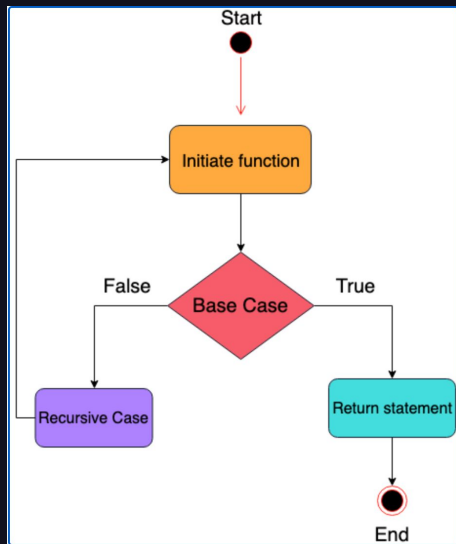 Start
Initiate function
False
True
Base Case
Recursive Case
Return statement
End